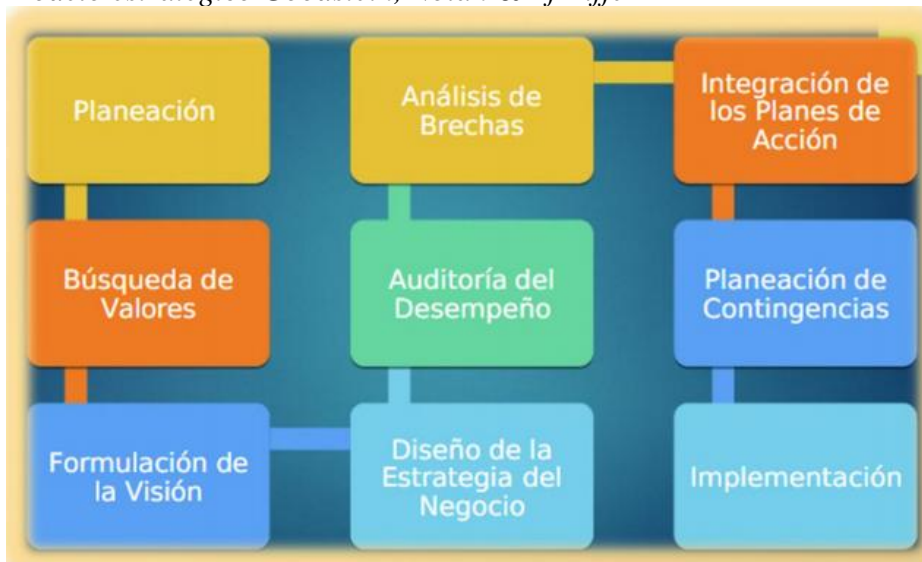 Planeación
Búsqueda de
Valores
Formulación de
la Visión
Diseño de la
Estrategia del
Negocio
Auditoría del
Desempeño
Análisis de
Brechas
Integración de
los Planes de
Acción
Planeación de
Contingencias
Implementación